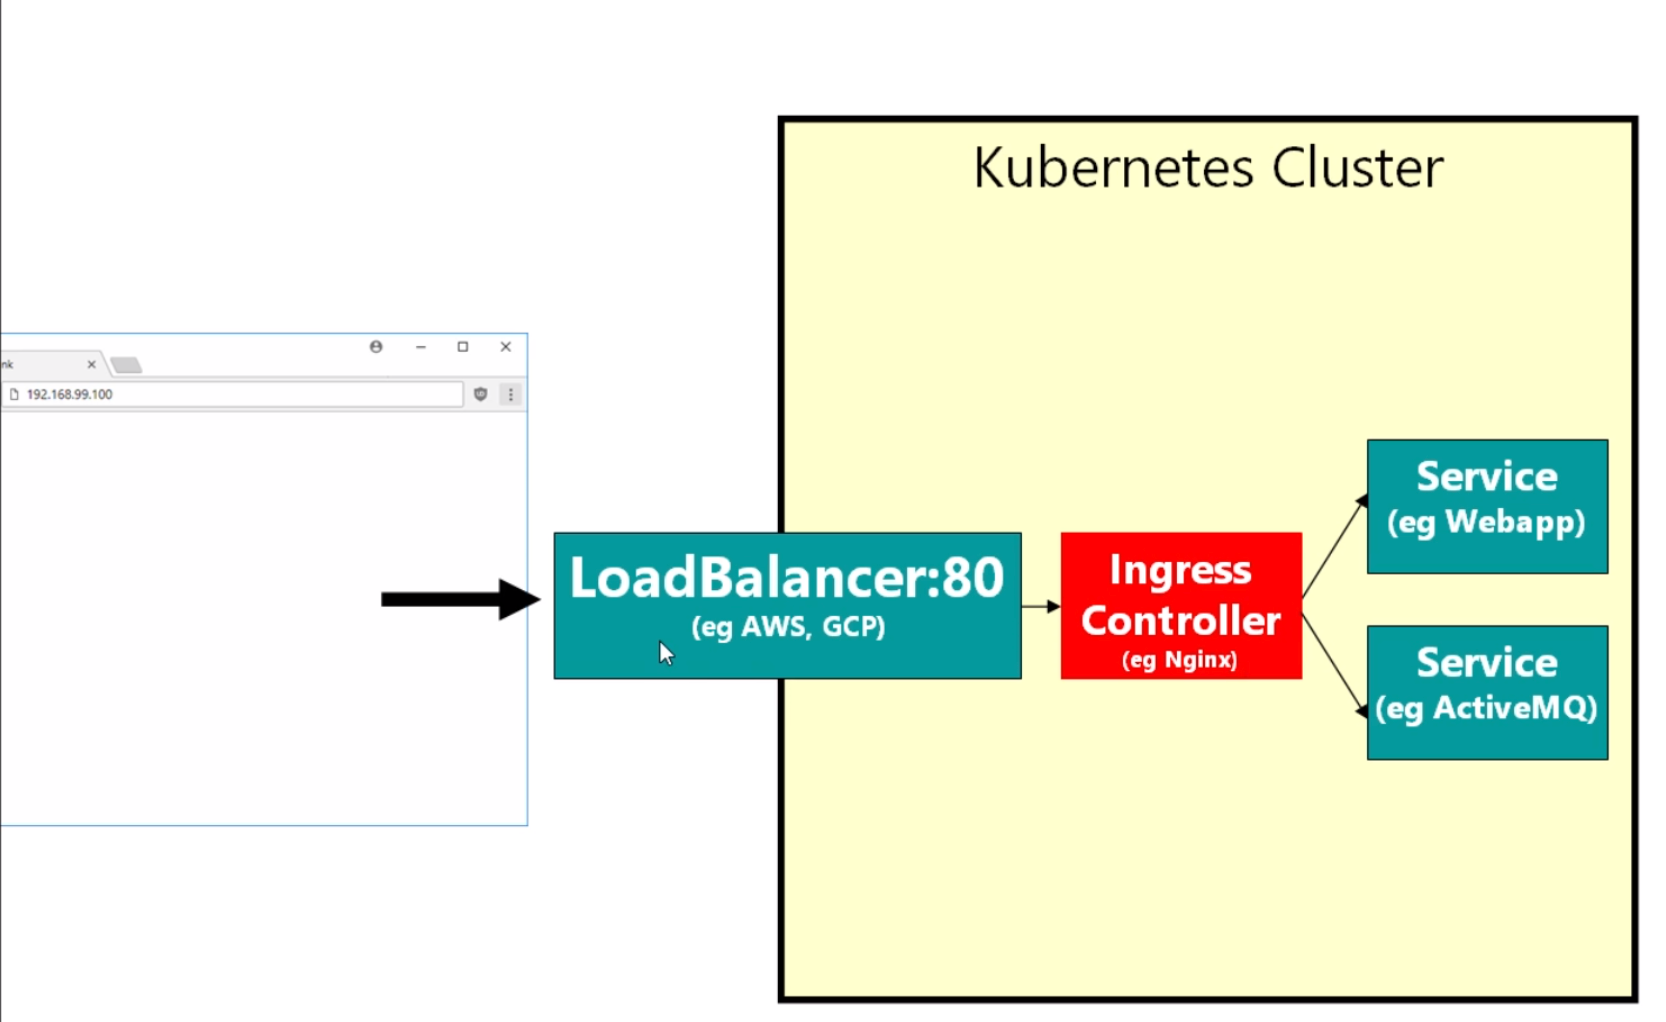 Kubernetes Cluster
nk
192.168.99.100
LoadBalancer:80
(eg AWS, GCP)
Ingress
Controller
(eg Nginx)
Service
(eg Webapp)
Service
(eg ActiveMQ)